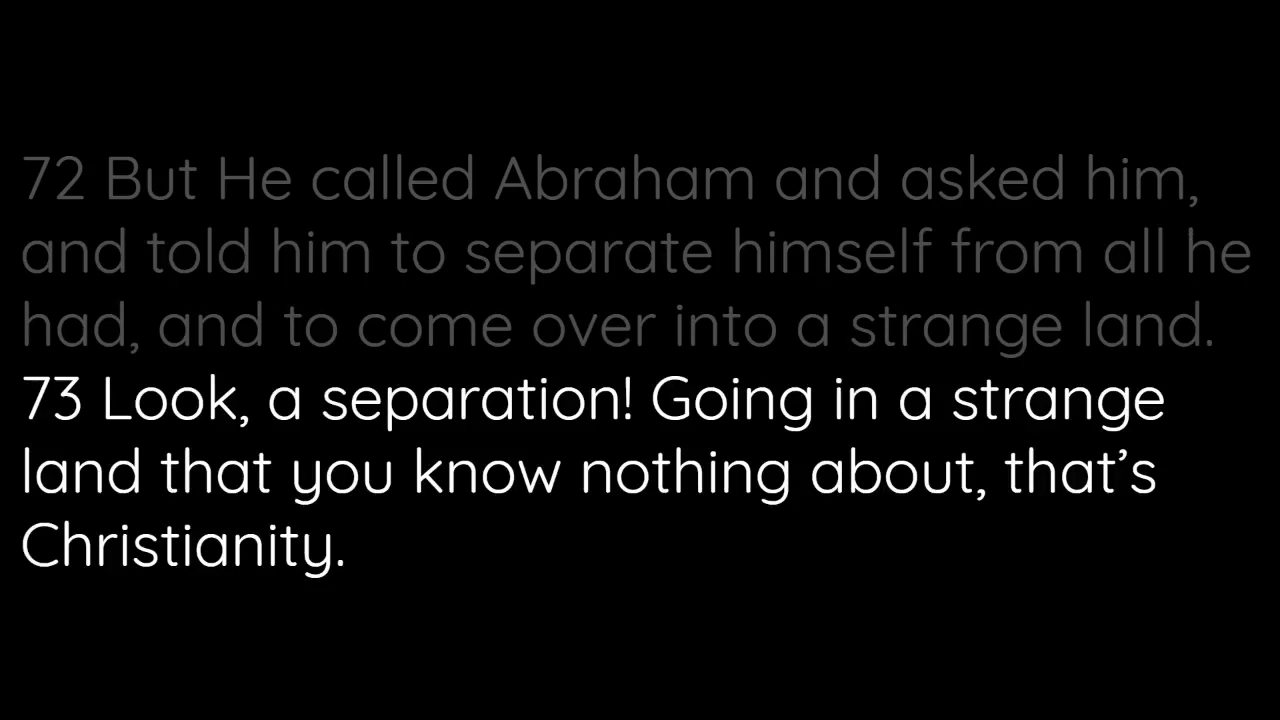 72 But He called Abraham and asked him,
and told him to separate himself from all he
had, and to come over into a strange land.
73 Look, a separation! Going in a strange
land that you know nothing about, that’s
Christianity.